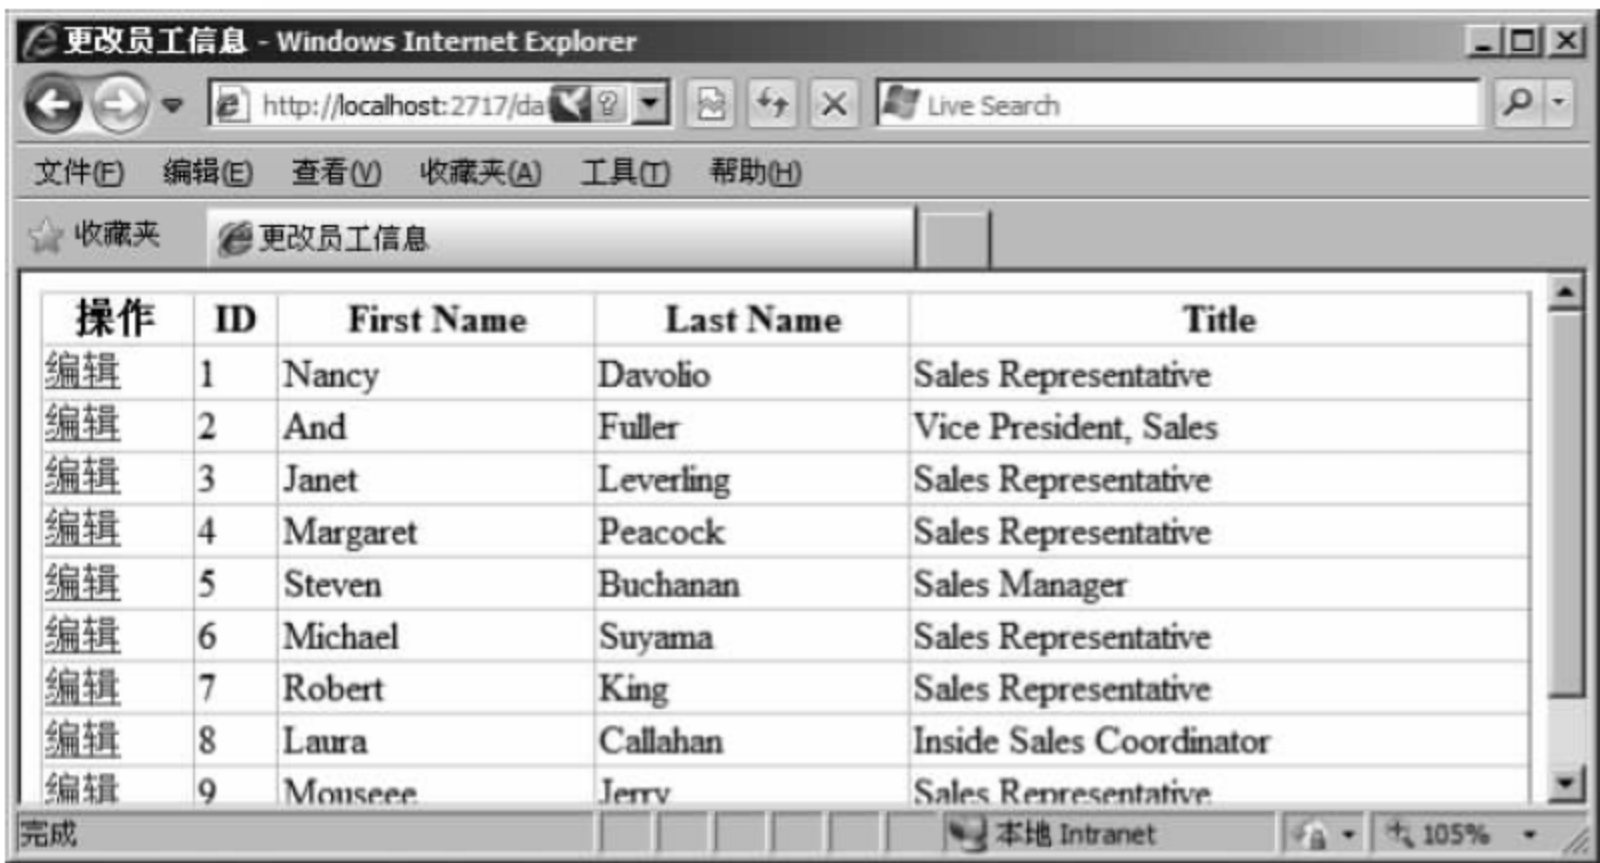 更改员工信息 - Windows Internet Explorer
http://localhost:2717/da Live Search
文件(F) 编辑(E) 查看(V) 收藏夹(A) 工具(T) 帮助(H)
收藏夹 更改员工信息
操作 ID First Name Last Name Title
编辑 1 Nancy Davolio Sales Representative
编辑 2 And Fuller Vice President, Sales
编辑 3 Janet Leverling Sales Representative
编辑 4 Margaret Peacock Sales Representative
编辑 5 Steven Buchanan Sales Manager
编辑 6 Michael Suyama Sales Representative
编辑 7 Robert King Sales Representative
编辑 8 Laura Callahan Inside Sales Coordinator
编辑 9 Mouseee Jerry Sales Representative
完成 本地 Intranet 105%